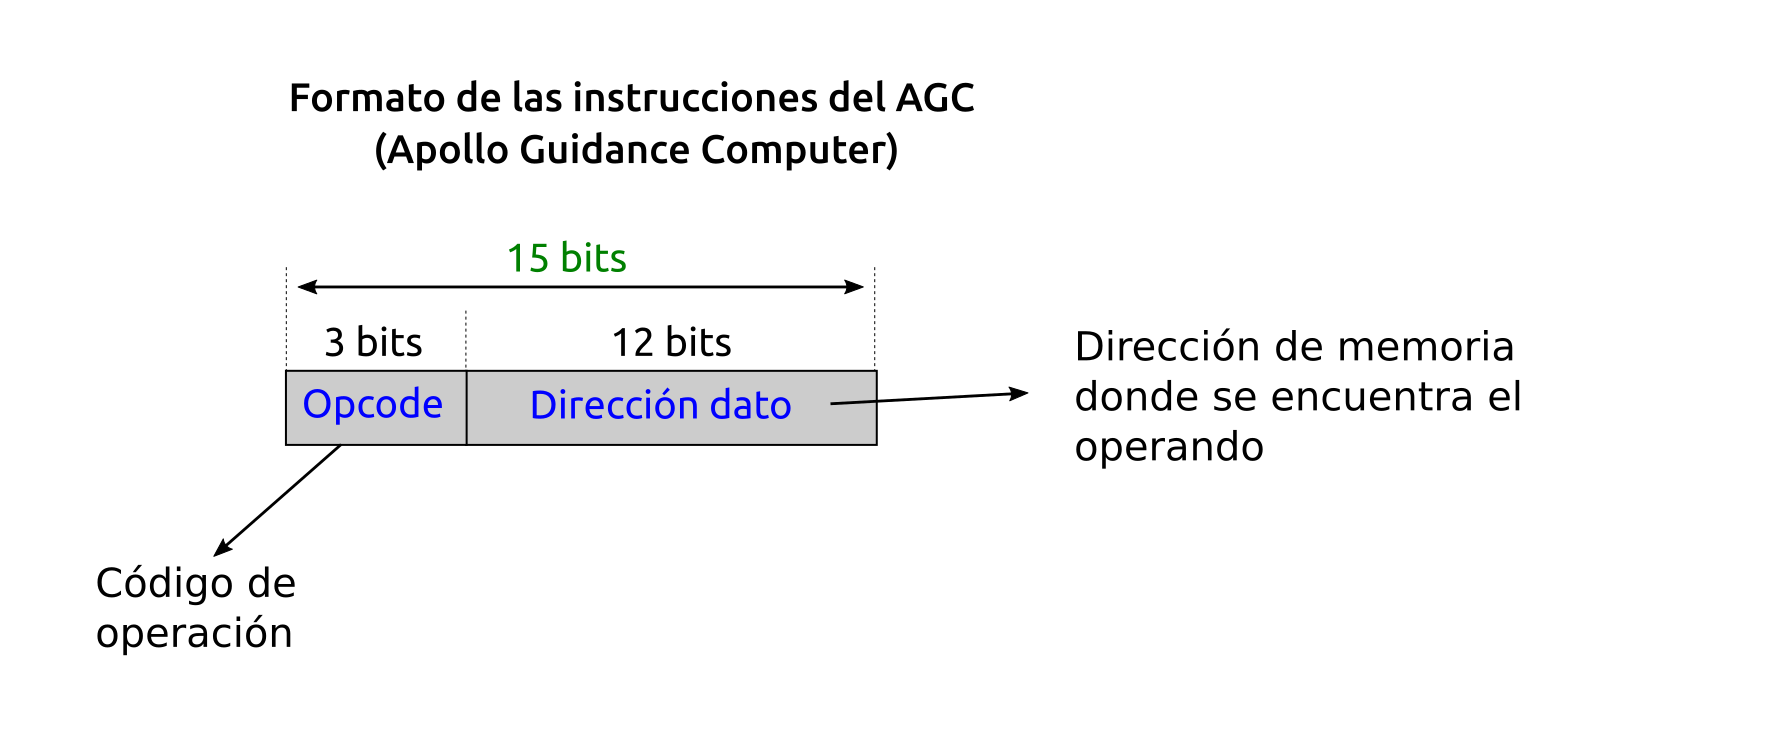 Formato de las instrucciones del AGC
(Apollo Guidance Computer)
15 bits
3 bits
12 bits
Opcode
Dirección dato
Dirección de memoria
donde se encuentra el
operando
Código de
operación